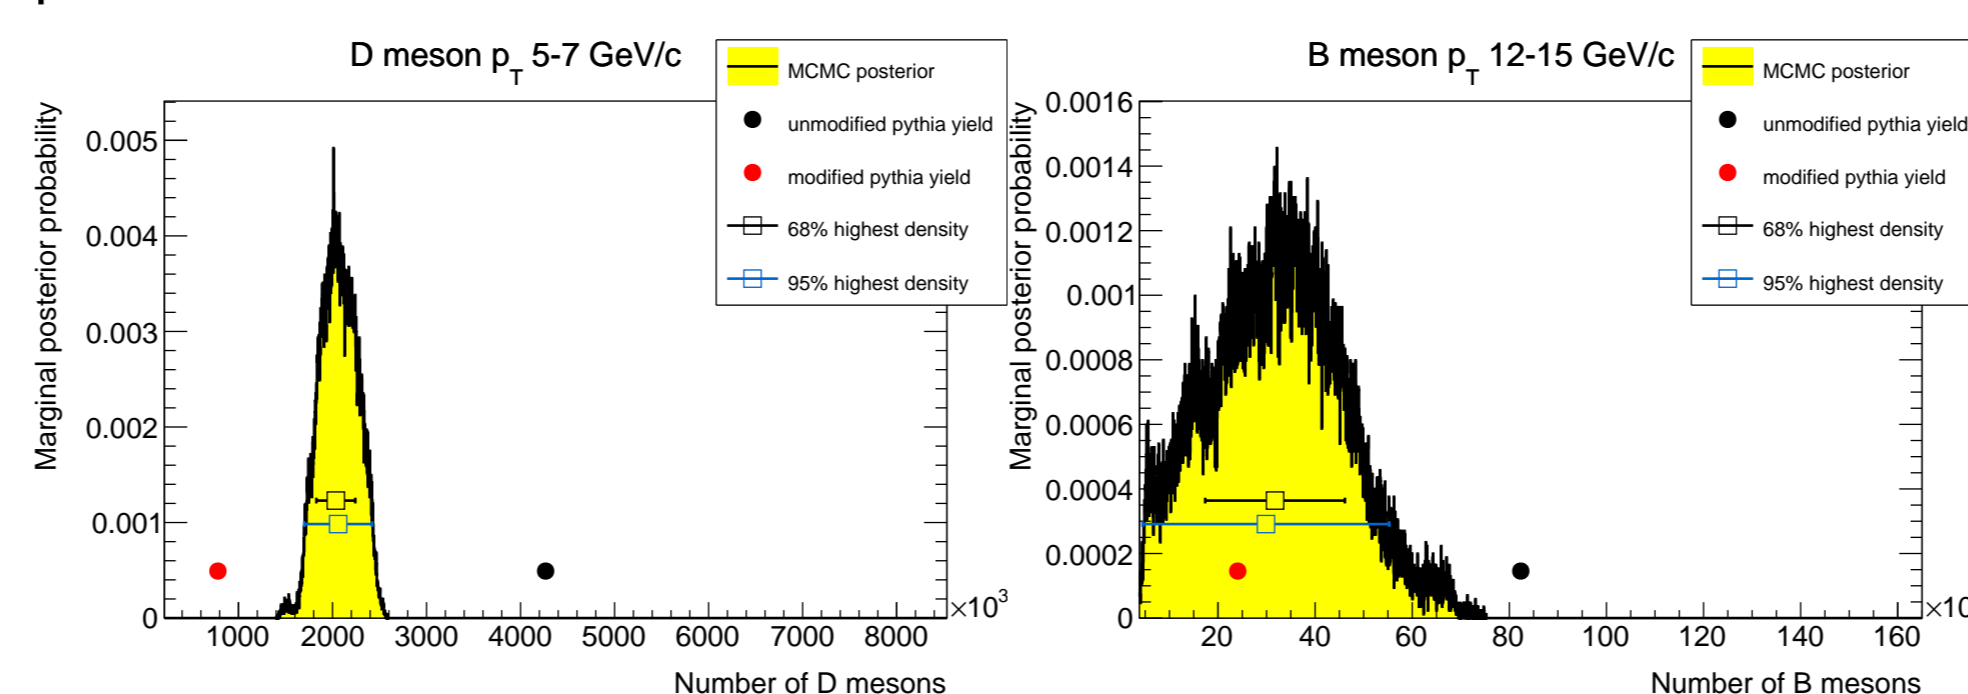 D meson p_T 5-7 GeV/c
MCMC posterior
unmodified pythia yield
modified pythia yield
68% highest density
95% highest density
Marginal posterior probability
0.005
0.004
0.003
0.002
0.001
0
1000 2000 3000 4000 5000 6000 7000 8000
×10³
Number of D mesons
B meson p_T 12-15 GeV/c
MCMC posterior
unmodified pythia yield
modified pythia yield
68% highest density
95% highest density
Marginal posterior probability
0.0016
0.0014
0.0012
0.001
0.0008
0.0006
0.0004
0.0002
0
20 40 60 80 100 120 140 160
Number of B mesons